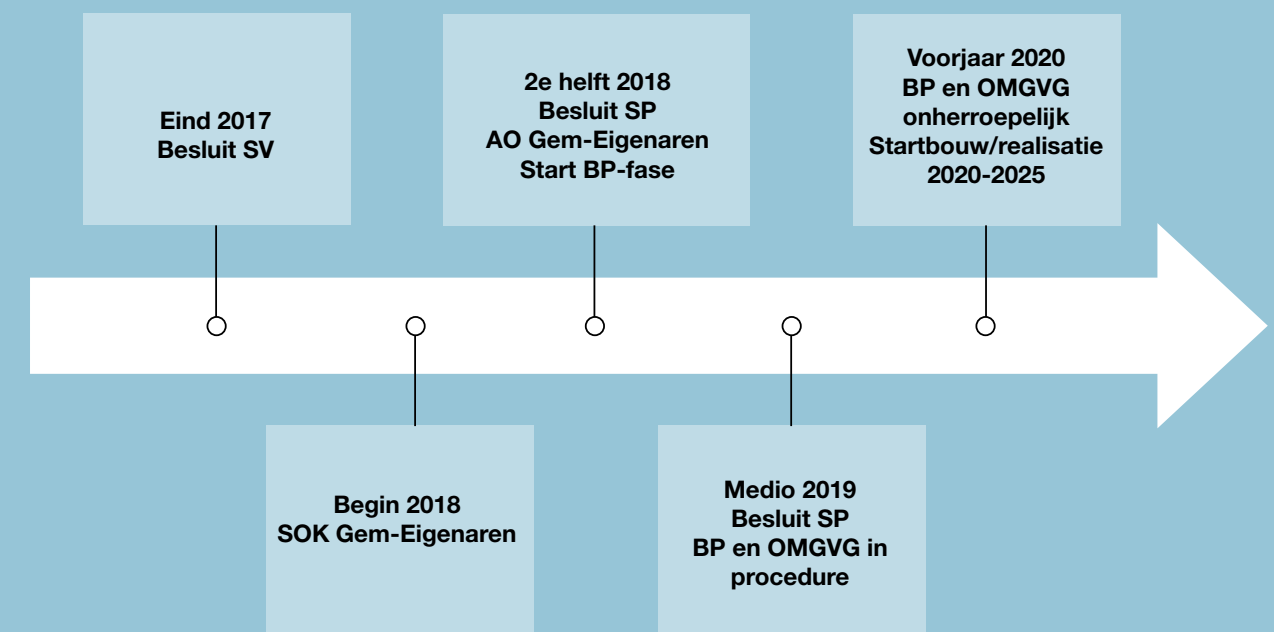 Eind 2017
Besluit SV
Begin 2018
SOK Gem-Eigenaren
2e helft 2018
Besluit SP
AO Gem-Eigenaren
Start BP-fase
Medio 2019
Besluit SP
BP en OMGVG in
procedure
Voorjaar 2020
BP en OMGVG
onherroepelijk
Startbouw/realisatie
2020-2025